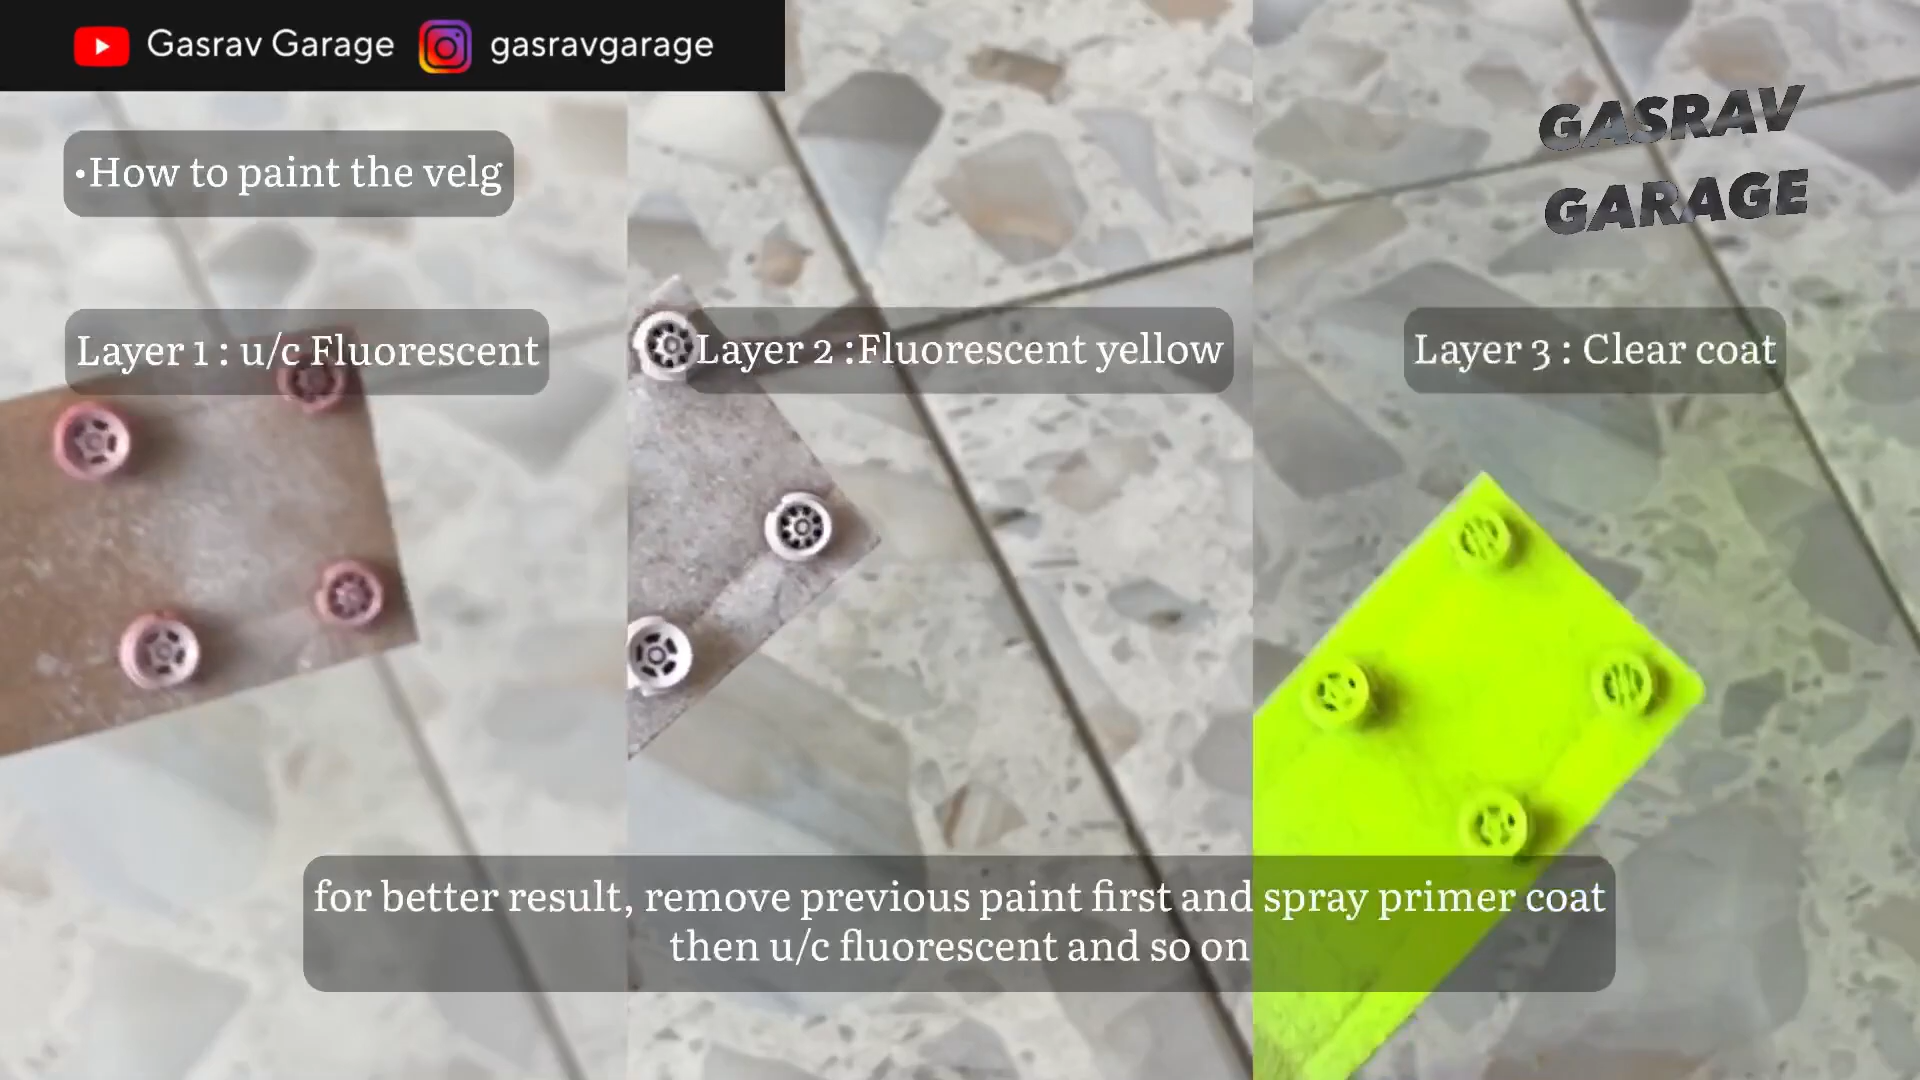 Gasrav Garage
gasravgarage
GASRAV
GARAGE
•How to paint the velg
Layer 1 : u/c Fluorescent
Layer 2 :Fluorescent yellow
Layer 3 : Clear coat
for better result, remove previous paint first and spray primer coat
then u/c fluorescent and so on